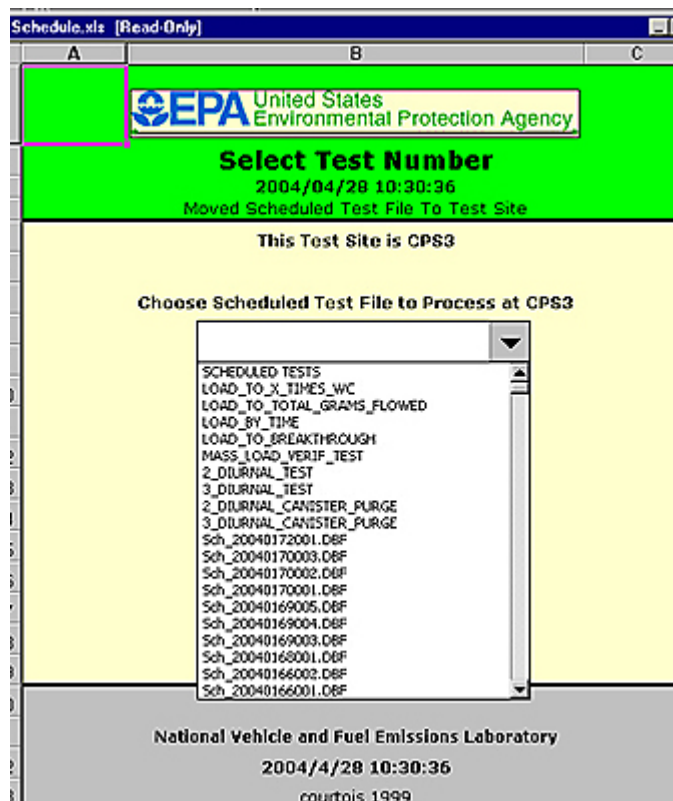 Schedule.xls [Read-Only]
A B C
EPA United States
Environmental Protection Agency
Select Test Number
2004/04/28 10:30:36
Moved Scheduled Test File To Test Site
This Test Site is CPS3
Choose Scheduled Test File to Process at CPS3
SCHEDULED TESTS
LOAD_TO_X_TIMES_WC
LOAD_TO_TOTAL_GRAMS_FLOWED
LOAD_BY_TIME
LOAD_TO_BREAKTHROUGH
MASS_LOAD_VERIF_TEST
2_DIURNAL_TEST
3_DIURNAL_TEST
2_DIURNAL_CANISTER_PURGE
3_DIURNAL_CANISTER_PURGE
Sch_20040172001.DBF
Sch_20040170003.DBF
Sch_20040170002.DBF
Sch_20040170001.DBF
Sch_20040169005.DBF
Sch_20040169004.DBF
Sch_20040169003.DBF
Sch_20040168001.DBF
Sch_20040166002.DBF
Sch_20040166001.DBF
National Vehicle and Fuel Emissions Laboratory
2004/4/28 10:30:36
courtois 1999